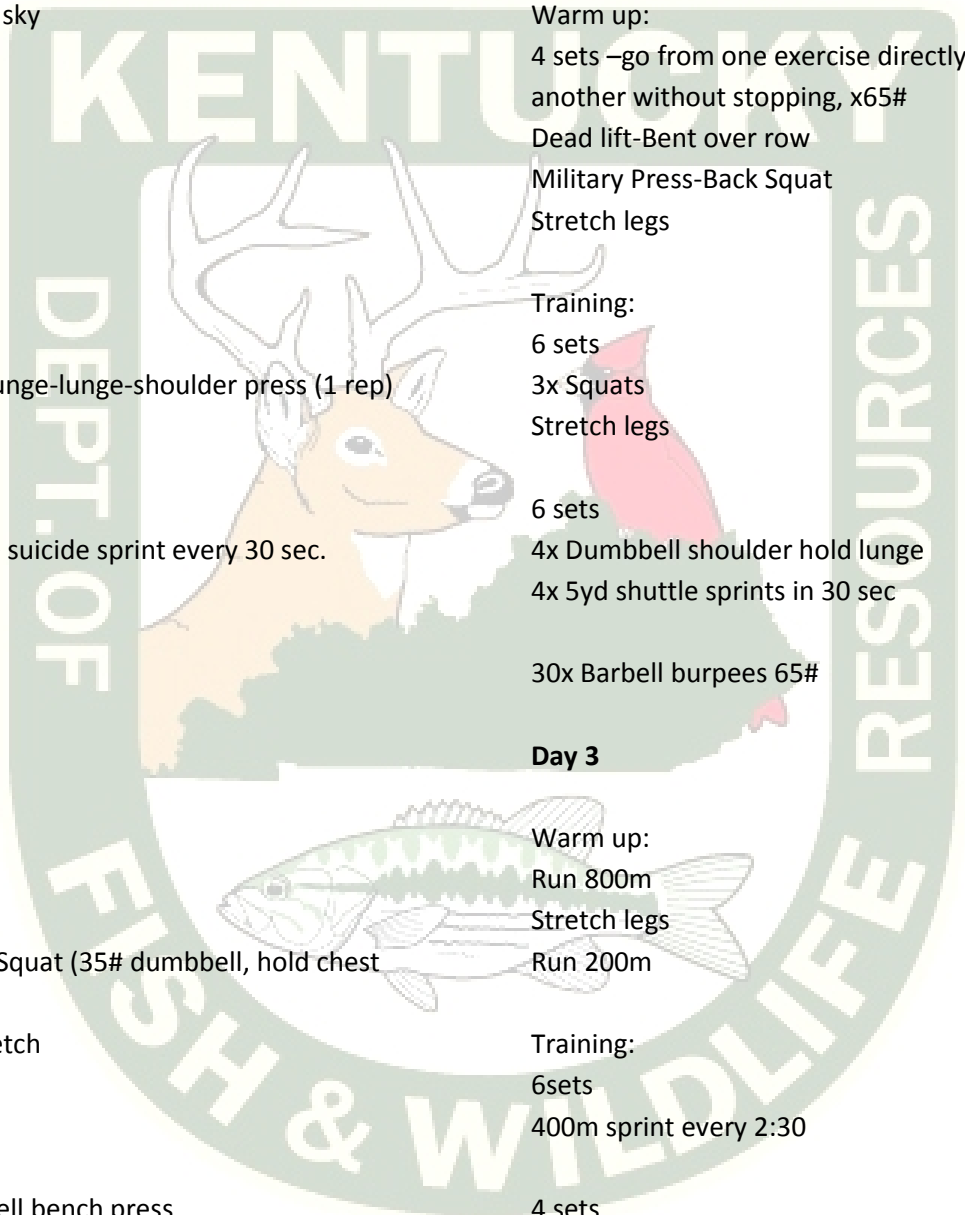 sky
unge-lunge-shoulder press (1 rep)
suicide sprint every 30 sec.
Squat (35# dumbbell, hold chest
etch
ell bench press
Warm up:
4 sets –go from one exercise directly
another without stopping, x65#
Dead lift-Bent over row
Military Press-Back Squat
Stretch legs
Training:
6 sets
3x Squats
Stretch legs
6 sets
4x Dumbbell shoulder hold lunge
4x 5yd shuttle sprints in 30 sec
30x Barbell burpees 65#
Day 3
Warm up:
Run 800m
Stretch legs
Run 200m
Training:
6sets
400m sprint every 2:30
4 sets
KENTUCKY
DEPT. OF
FISH & WILDLIFE
RESOURCES